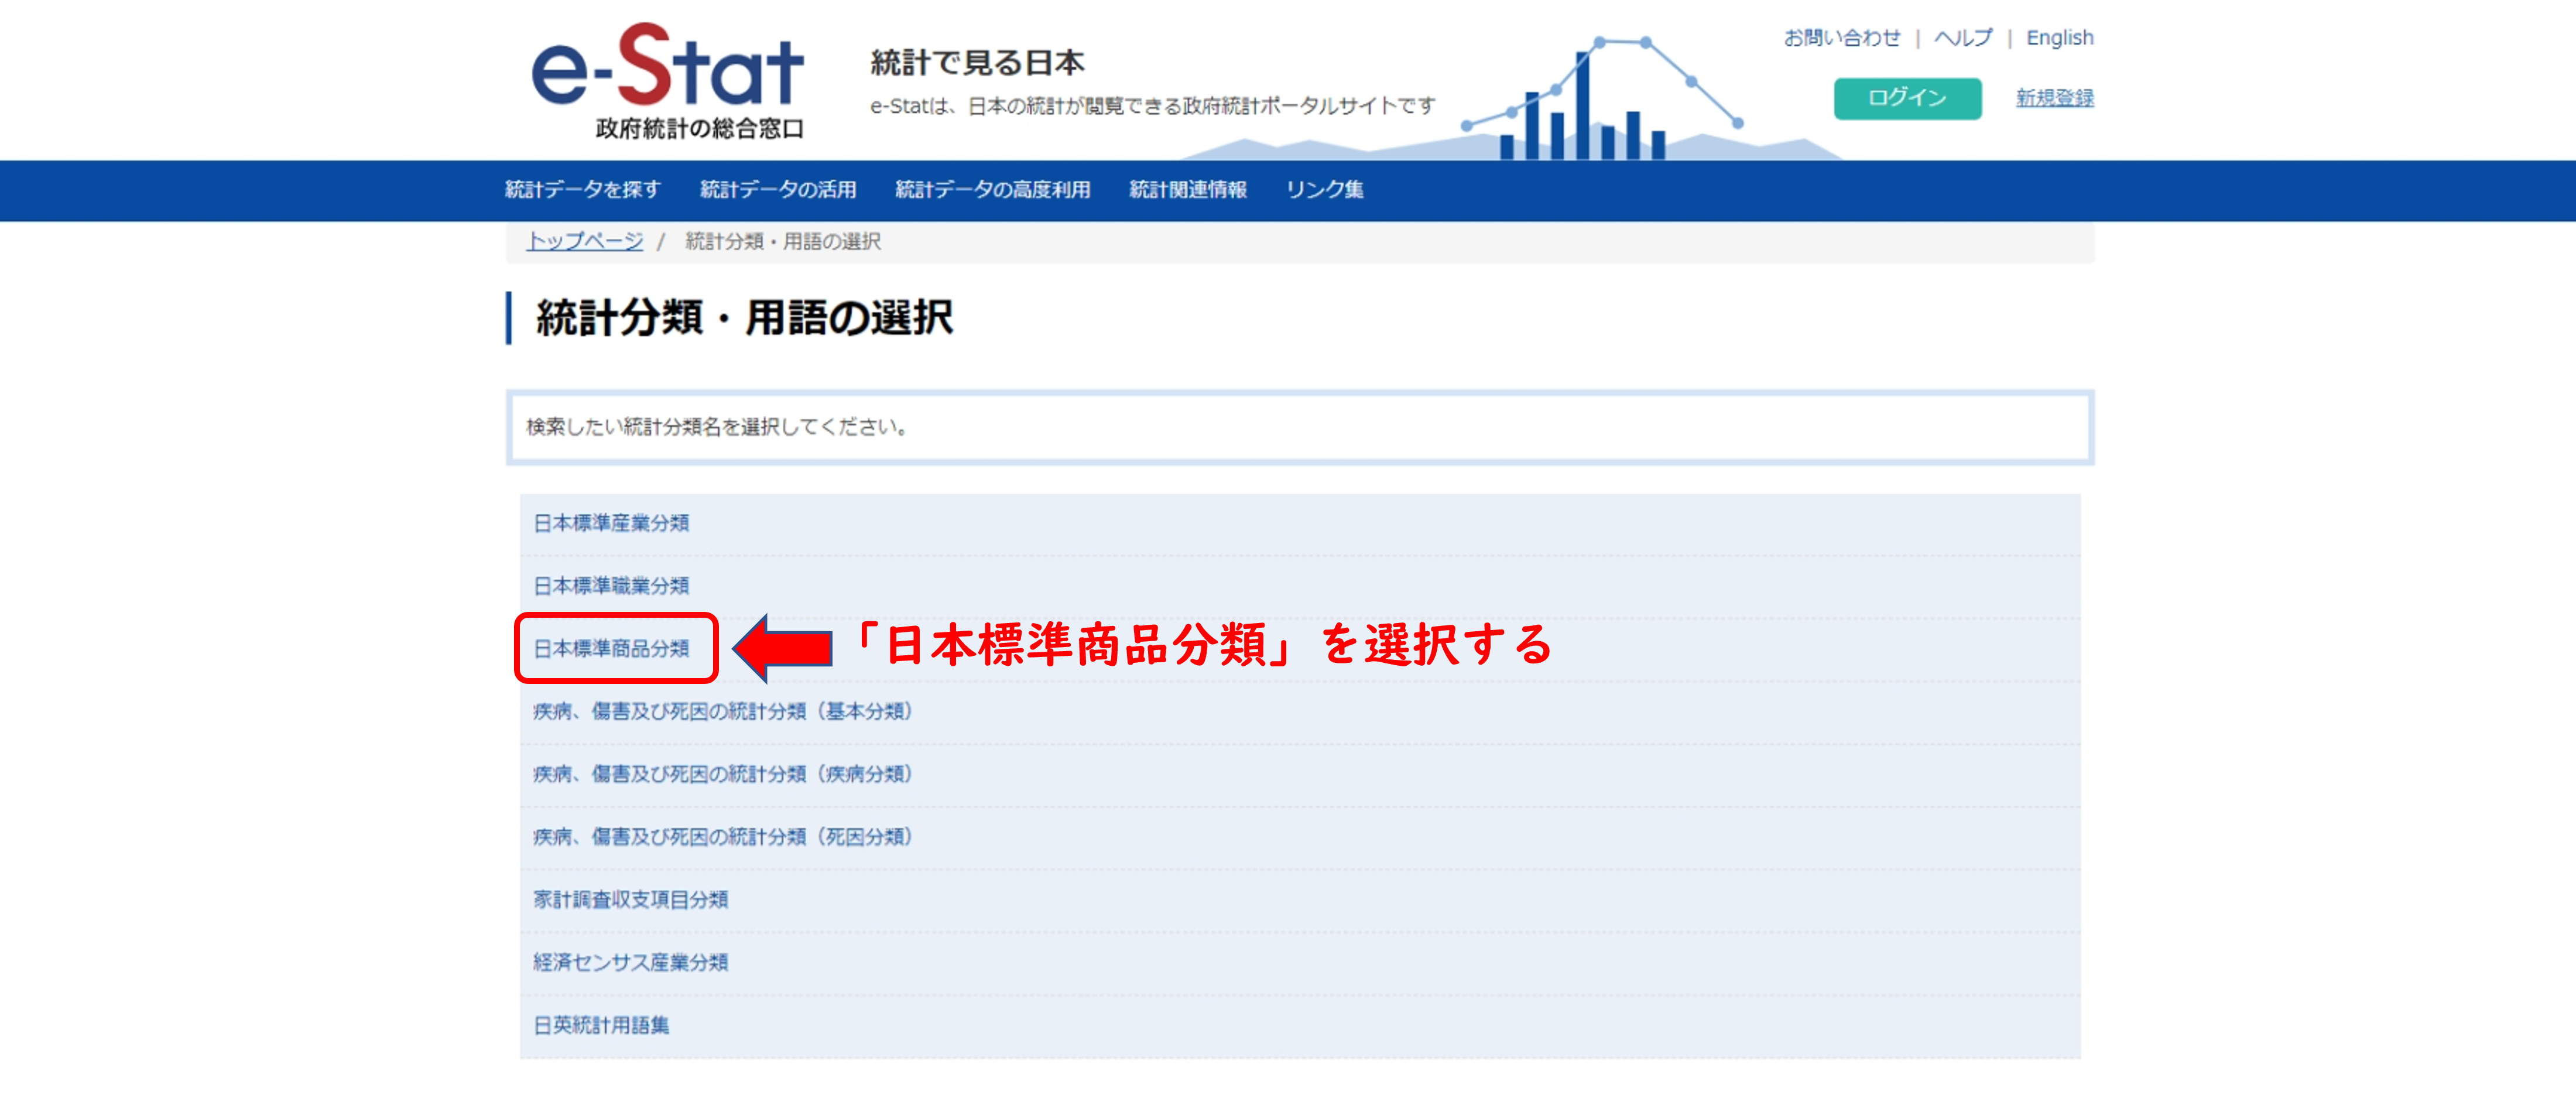 e-Stat
政府統計の総合窓口
統計で見る日本
e-Statは、日本の統計が閲覧できる政府統計ポータルサイトです
お問い合わせ | ヘルプ | English
ログイン 新規登録
統計データを探す 統計データの活用 統計データの高度利用 統計関連情報 リンク集
トップページ / 統計分類・用語の選択
統計分類・用語の選択
検索したい統計分類名を選択してください。
日本標準産業分類
日本標準職業分類
日本標準商品分類 「日本標準商品分類」を選択する
疾病、傷害及び死因の統計分類（基本分類）
疾病、傷害及び死因の統計分類（疾病分類）
疾病、傷害及び死因の統計分類（死因分類）
家計調査収支項目分類
経済センサス産業分類
日英統計用語集